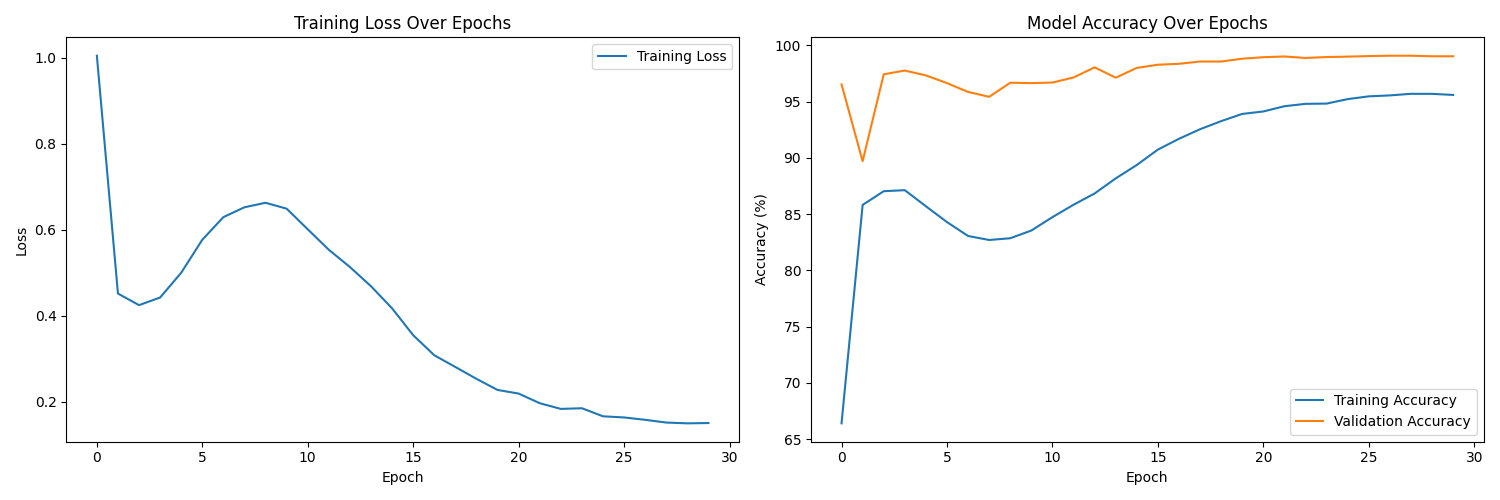 Training Loss Over Epochs
Training Loss
1.0
0.8
0.6
0.4
0.2
Loss
0 5 10 15 20 25 30
Epoch
Model Accuracy Over Epochs
100
95
90
85
80
75
70
65
Accuracy (%)
Training Accuracy
Validation Accuracy
0 5 10 15 20 25 30
Epoch